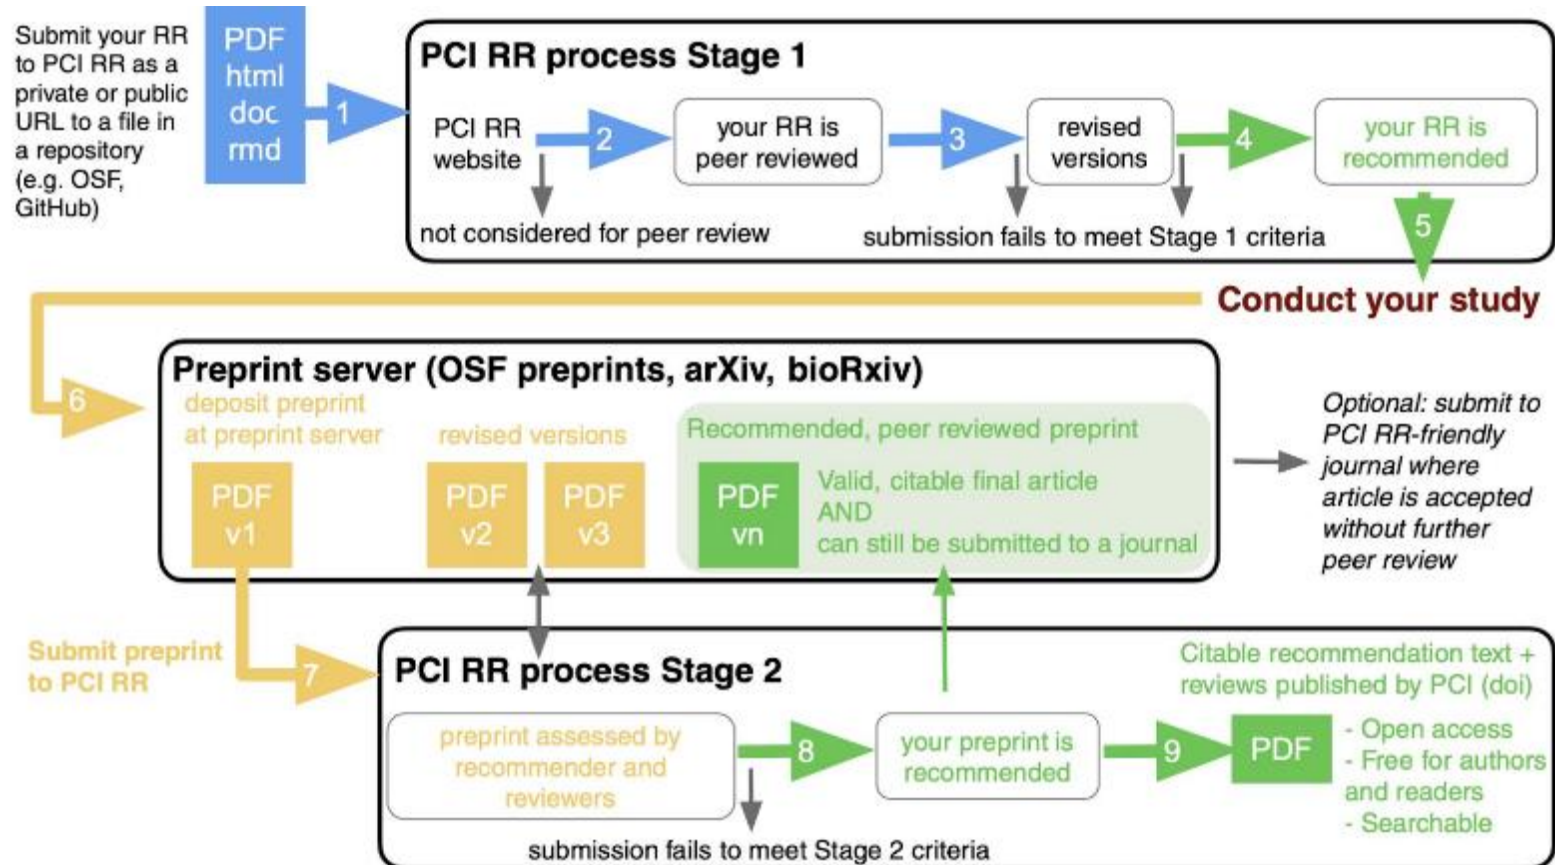 Submit your RR
to PCI RR as a
private or public
URL to a file in
a repository
(e.g. OSF,
GitHub)
PDF
html
doc
rmd
1
PCI RR process Stage 1
PCI RR
website
2
your RR is
peer reviewed
3
revised
versions
4
your RR is
recommended
not considered for peer review
submission fails to meet Stage 1 criteria
5
Conduct your study
6
Preprint server (OSF preprints, arXiv, bioRxiv)
deposit preprint
at preprint server
PDF
v1
revised versions
PDF
v2
PDF
v3
Recommended, peer reviewed preprint
PDF
vn
Valid, citable final article
AND
can still be submitted to a journal
Optional: submit to
PCI RR-friendly
journal where
article is accepted
without further
peer review
Submit preprint
to PCI RR
7
PCI RR process Stage 2
preprint assessed by
recommender and
reviewers
8
your preprint is
recommended
9
Citable recommendation text +
reviews published by PCI (doi)
PDF
- Open access
- Free for authors
and readers
- Searchable
submission fails to meet Stage 2 criteria